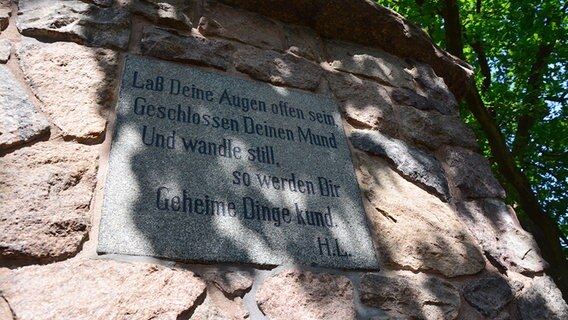 Laß Deine Augen offen sein
Geschlossen Deinen Mund
Und wandle still,
so werden Dir
Geheime Dinge kund.
H.L.